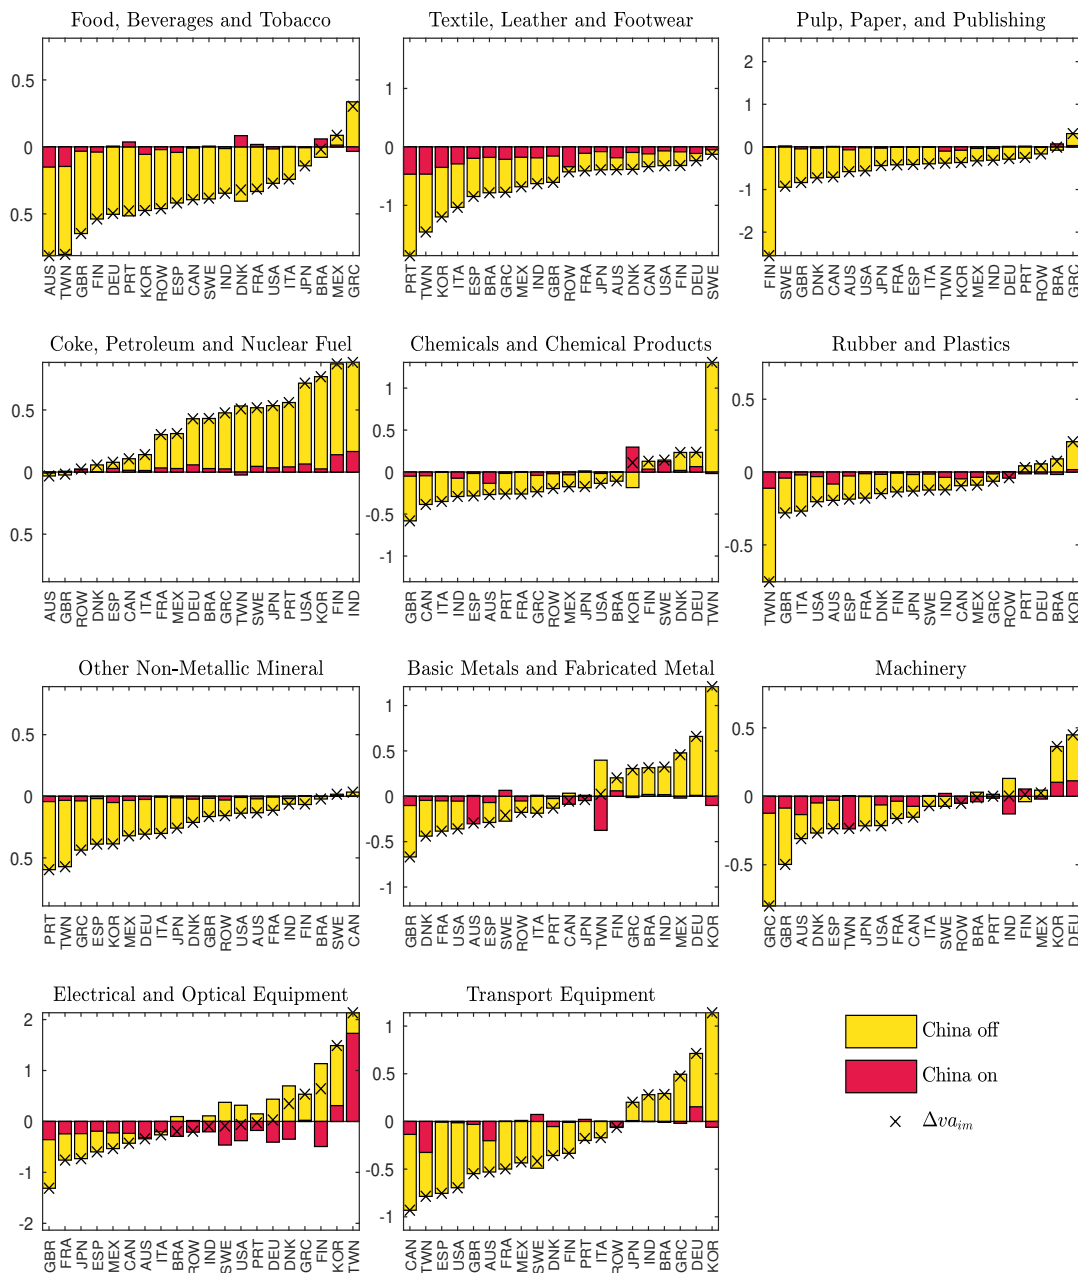 Food, Beverages and Tobacco
0.5
0
0.5
AUS TWN GBR FIN DEU PRT KOR ROW ESP CAN SWE IND DNK FRA USA ITA JPN BRA MEX GRC
Textile, Leather and Footwear
1
0
-1
PRT TWN KOR ITA ESP BRA GRC MEX IND GBR ROW FRA JPN AUS DNK CAN USA FIN DEU SWE
Pulp, Paper, and Publishing
2
1
0
-1
-2
FIN SWE GBR DNK CAN AUS USA JPN FRA ESP ITA TWN KOR MEX IND DEU PRT ROW BRA GRC
Coke, Petroleum and Nuclear Fuel
0.5
0
0.5
AUS GBR ROW DNK ESP CAN ITA FRA MEX DEU BRA GRC TWN SWE JPN PRT USA KOR FIN IND
Chemicals and Chemical Products
1
0.5
0
-0.5
-1
GBR CAN ITA IND ESP AUS PRT FRA GRC ROW MEX JPN USA BRA KOR FIN SWE DNK DEU TWN
Rubber and Plastics
0.5
0
-0.5
TWN GBR ITA USA AUS ESP FRA DNK FIN JPN SWE IND CAN MEX GRC ROW PRT DEU BRA KOR
Other Non-Metallic Mineral
0.5
0
0.5
PRT TWN GRC ESP KOR MEX DEU ITA JPN DNK GBR ROW USA AUS FRA IND FIN BRA SWE CAN
Basic Metals and Fabricated Metal
1
0.5
0
-0.5
-1
GBR DNK FRA USA AUS ESP SWE ROW ITA PRT CAN JPN TWN FIN GRC BRA IND MEX DEU KOR
Machinery
0.5
0
-0.5
GRC GBR AUS DNK ESP TWN JPN USA FRA CAN ITA SWE ROW BRA PRT IND FIN MEX KOR DEU
Electrical and Optical Equipment
2
1
0
-1
-2
GBR FRA JPN ESP MEX CAN AUS ITA BRA ROW IND SWE USA PRT DEU DNK GRC FIN KOR TWN
Transport Equipment
1
0.5
0
-0.5
-1
CAN TWN ESP USA GBR AUS FRA MEX SWE DNK FIN PRT ITA ROW JPN IND BRA GRC DEU KOR
China off
China on
× Δva_im